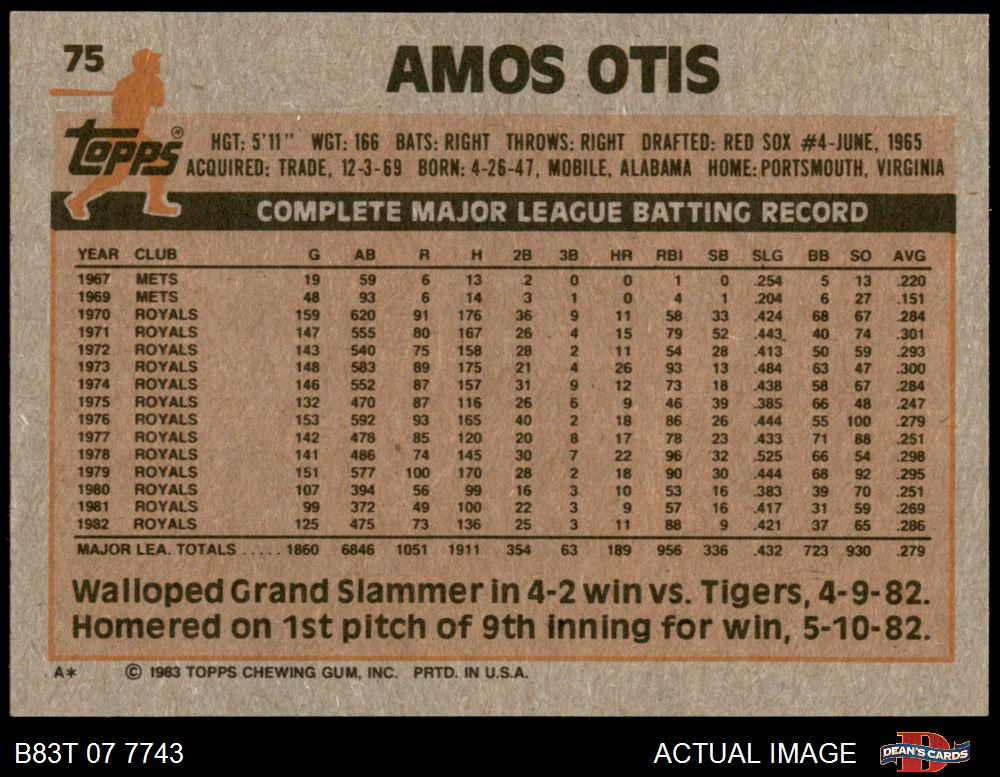 75
AMOS OTIS
Topps ®
HGT: 5'11" WGT: 166 BATS: RIGHT THROWS: RIGHT DRAFTED: RED SOX #4-JUNE, 1965
ACQUIRED: TRADE, 12-3-69 BORN: 4-26-47, MOBILE, ALABAMA HOME: PORTSMOUTH, VIRGINIA
COMPLETE MAJOR LEAGUE BATTING RECORD
YEAR CLUB G AB R H 2B 3B HR RBI SB SLG BB SO AVG
1967 METS 19 59 6 13 2 0 0 1 0 .254 5 13 .220
1969 METS 48 93 6 14 3 1 0 4 1 .204 6 27 .151
1970 ROYALS 159 620 91 176 36 9 11 58 33 .424 68 67 .284
1971 ROYALS 147 555 80 167 26 4 15 79 52 .443 40 74 .301
1972 ROYALS 143 540 75 158 28 2 11 54 28 .413 50 59 .293
1973 ROYALS 148 583 89 175 21 4 26 93 13 .484 63 47 .300
1974 ROYALS 146 552 87 157 31 9 12 73 18 .438 58 67 .284
1975 ROYALS 132 470 87 116 26 6 9 46 39 .385 66 48 .247
1976 ROYALS 153 592 93 165 40 2 18 86 26 .444 55 100 .279
1977 ROYALS 142 478 85 120 20 8 17 78 23 .433 71 88 .251
1978 ROYALS 141 486 74 145 30 7 22 96 32 .525 66 54 .298
1979 ROYALS 151 577 100 170 28 2 18 90 30 .444 68 92 .295
1980 ROYALS 107 394 56 99 16 3 10 53 16 .383 39 70 .251
1981 ROYALS 99 372 49 100 22 3 9 57 16 .417 31 59 .269
1982 ROYALS 125 475 73 136 25 3 11 88 9 .421 37 65 .286
MAJOR LEA. TOTALS ..... 1860 6846 1051 1911 354 63 189 956 336 .432 723 930 .279
Walloped Grand Slammer in 4-2 win vs. Tigers, 4-9-82.
Homered on 1st pitch of 9th inning for win, 5-10-82.
A* © 1983 TOPPS CHEWING GUM, INC. PRTD. IN U.S.A.
B83T 07 7743 ACTUAL IMAGE DEAN'S CARDS